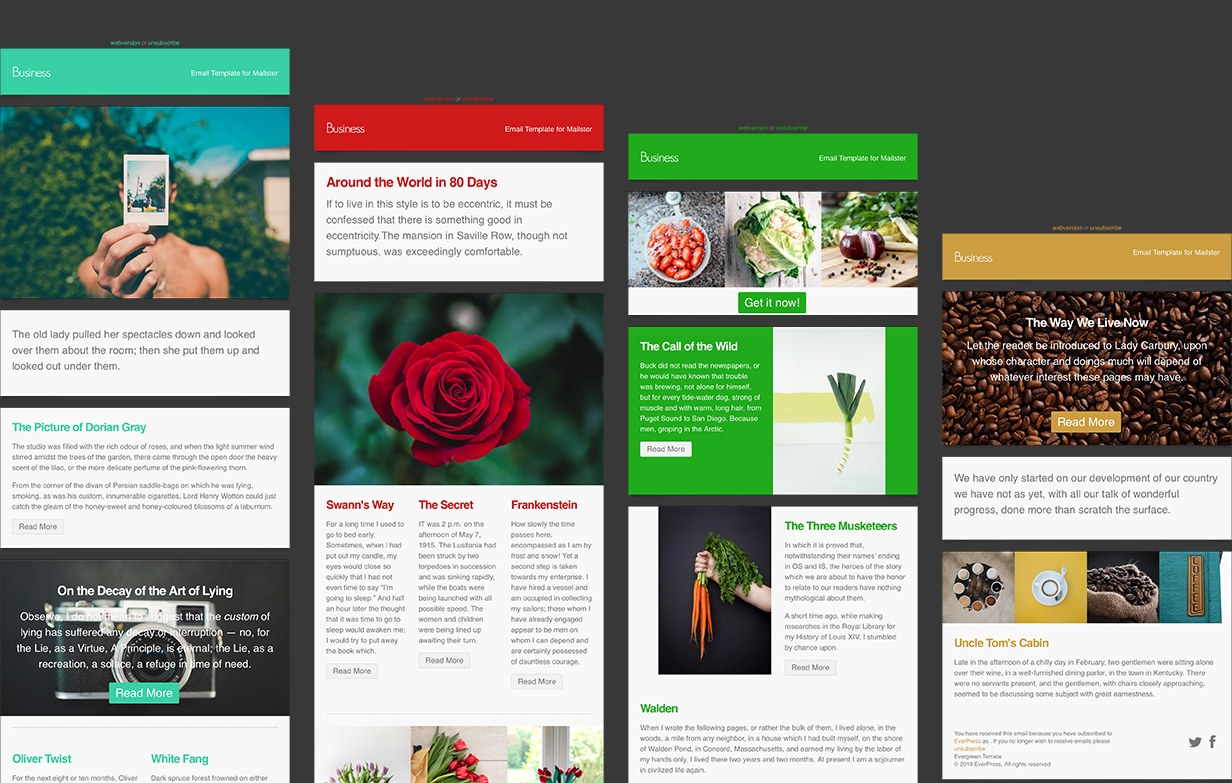 webversion or unsubscribe
Business
Email Template for Mailster
The old lady pulled her spectacles down and looked
over them about the room; then she put them up and
looked out under them.
The Picture of Dorian Gray
The studio was filled with the rich odour of roses, and when the light summer wind
stirred amidst the trees of the garden, there came through the open door the heavy
scent of the lilac, or the more delicate perfume of the pink-flowering thorn.
From the corner of the divan of Persian saddle-bags on which he was lying,
smoking, as was his custom, innumerable cigarettes, Lord Henry Wotton could just
catch the gleam of the honey-sweet and honey-coloured blossoms of a laburnum.
Read More
On the Decay of the Art of Lying
Observe, I do not mean to suggest that the custom of
lying has suffered any decay or interruption — no, for
the Lie, as a Virtue, A Principle, is eternal; the Lie, as a
recreation, a solace, a refuge in time of need.
Read More
Oliver Twist
For the next eight or ten months, Oliver
White Fang
Dark spruce forest frowned on either
webversion or unsubscribe
Business
Email Template for Mailster
Around the World in 80 Days
If to live in this style is to be eccentric, it must be
confessed that there is something good in
eccentricity.The mansion in Saville Row, though not
sumptuous, was exceedingly comfortable.
Swann's Way
For a long time I used to
go to bed early.
Sometimes, when I had
put out my candle, my
eyes would close so
quickly that I had not
even time to say "I'm
going to sleep." And half
an hour later the thought
that it was time to go to
sleep would awaken me;
I would try to put away
the book which.
Read More
The Secret
IT was 2 p.m. on the
afternoon of May 7,
1915. The Lusitania had
been struck by two
torpedoes in succession
and was sinking rapidly,
while the boats were
being launched with all
possible speed. The
women and children
were being lined up
awaiting their turn.
Read More
Frankenstein
How slowly the time
passes here,
encompassed as I am by
frost and snow! Yet a
second step is taken
towards my enterprise. I
have hired a vessel and
am occupied in collecting
my sailors; those whom I
have already engaged
appear to be men on
whom I can depend and
are certainly possessed
of dauntless courage.
Read More
webversion or unsubscribe
Business
Email Template for Mailster
Get it now!
The Call of the Wild
Buck did not read the newspapers, or
he would have known that trouble
was brewing, not alone for himself,
but for every tide-water dog, strong of
muscle and with warm, long hair, from
Puget Sound to San Diego. Because
men, groping in the Arctic.
Read More
The Three Musketeers
In which it is proved that,
notwithstanding their names' ending
in OS and IS, the heroes of the story
which we are about to have the honor
to relate to our readers have nothing
mythological about them.
A short time ago, while making
researches in the Royal Library for
my History of Louis XIV, I stumbled
by chance upon.
Read More
Walden
When I wrote the following pages, or rather the bulk of them, I lived alone, in the
woods, a mile from any neighbor, in a house which I had built myself, on the shore
of Walden Pond, in Concord, Massachusetts, and earned my living by the labor of
my hands only. I lived there two years and two months. At present I am a sojourner
in civilized life again.
webversion or unsubscribe
Business
Email Template for Mailster
The Way We Live Now
Let the reader be introduced to Lady Carbury, upon
whose character and doings much will depend of
whatever interest these pages may have.
Read More
We have only started on our development of our country
we have not as yet, with all our talk of wonderful
progress, done more than scratch the surface.
COFFEE
Uncle Tom's Cabin
Late in the afternoon of a chilly day in February, two gentlemen were sitting alone
over their wine, in a well-furnished dining parlor, in the town in Kentucky. There
were no servants present, and the gentlemen, with chairs closely approaching,
seemed to be discussing some subject with great earnestness.
You have received this email because you have subscribed to
EverPress as . If you no longer wish to receive emails please
unsubscribe
Evergreen Terrace
© 2019 EverPress, All rights reserved